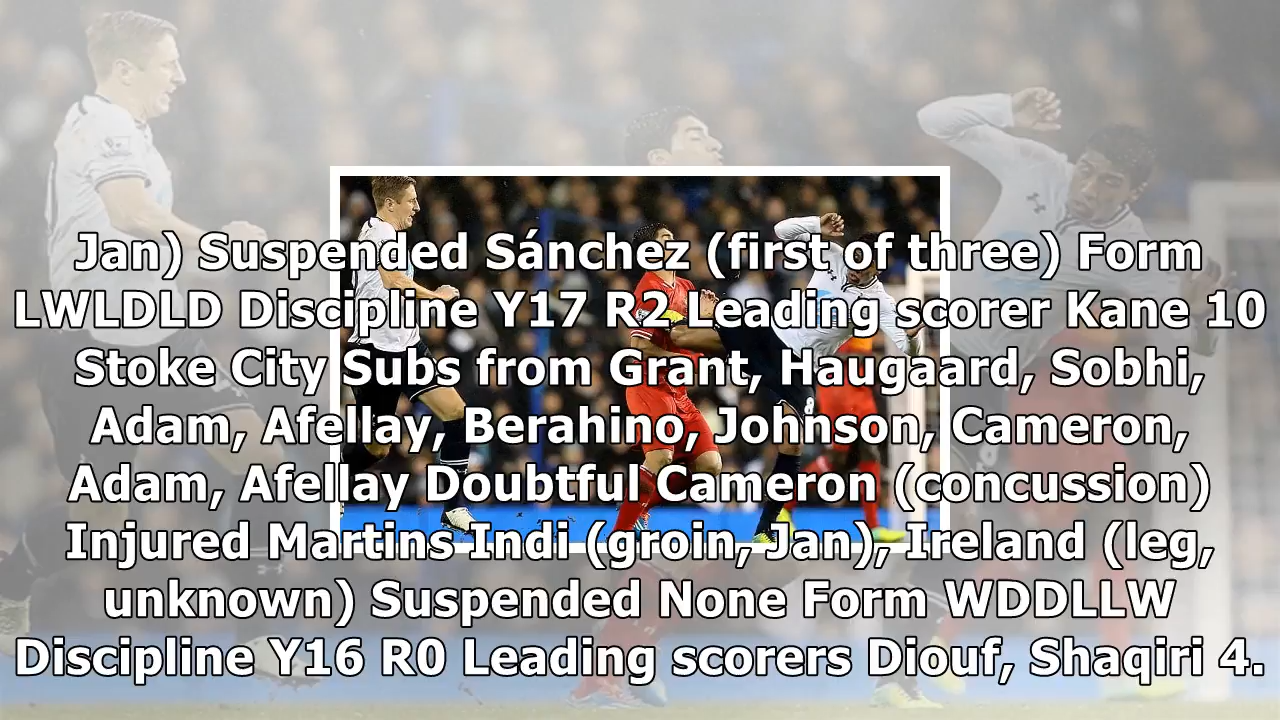 Jan) Suspended Sánchez (first of three) Form
LWLDLD Discipline Y17 R2 Leading scorer Kane 10
Stoke City Subs from Grant, Haugaard, Sobhi,
Adam, Afellay, Berahino, Johnson, Cameron,
Adam, Afellay Doubtful Cameron (concussion)
Injured Martins Indi (groin, Jan), Ireland (leg,
unknown) Suspended None Form WDDLLW
Discipline Y16 R0 Leading scorers Diouf, Shaqiri 4.
8